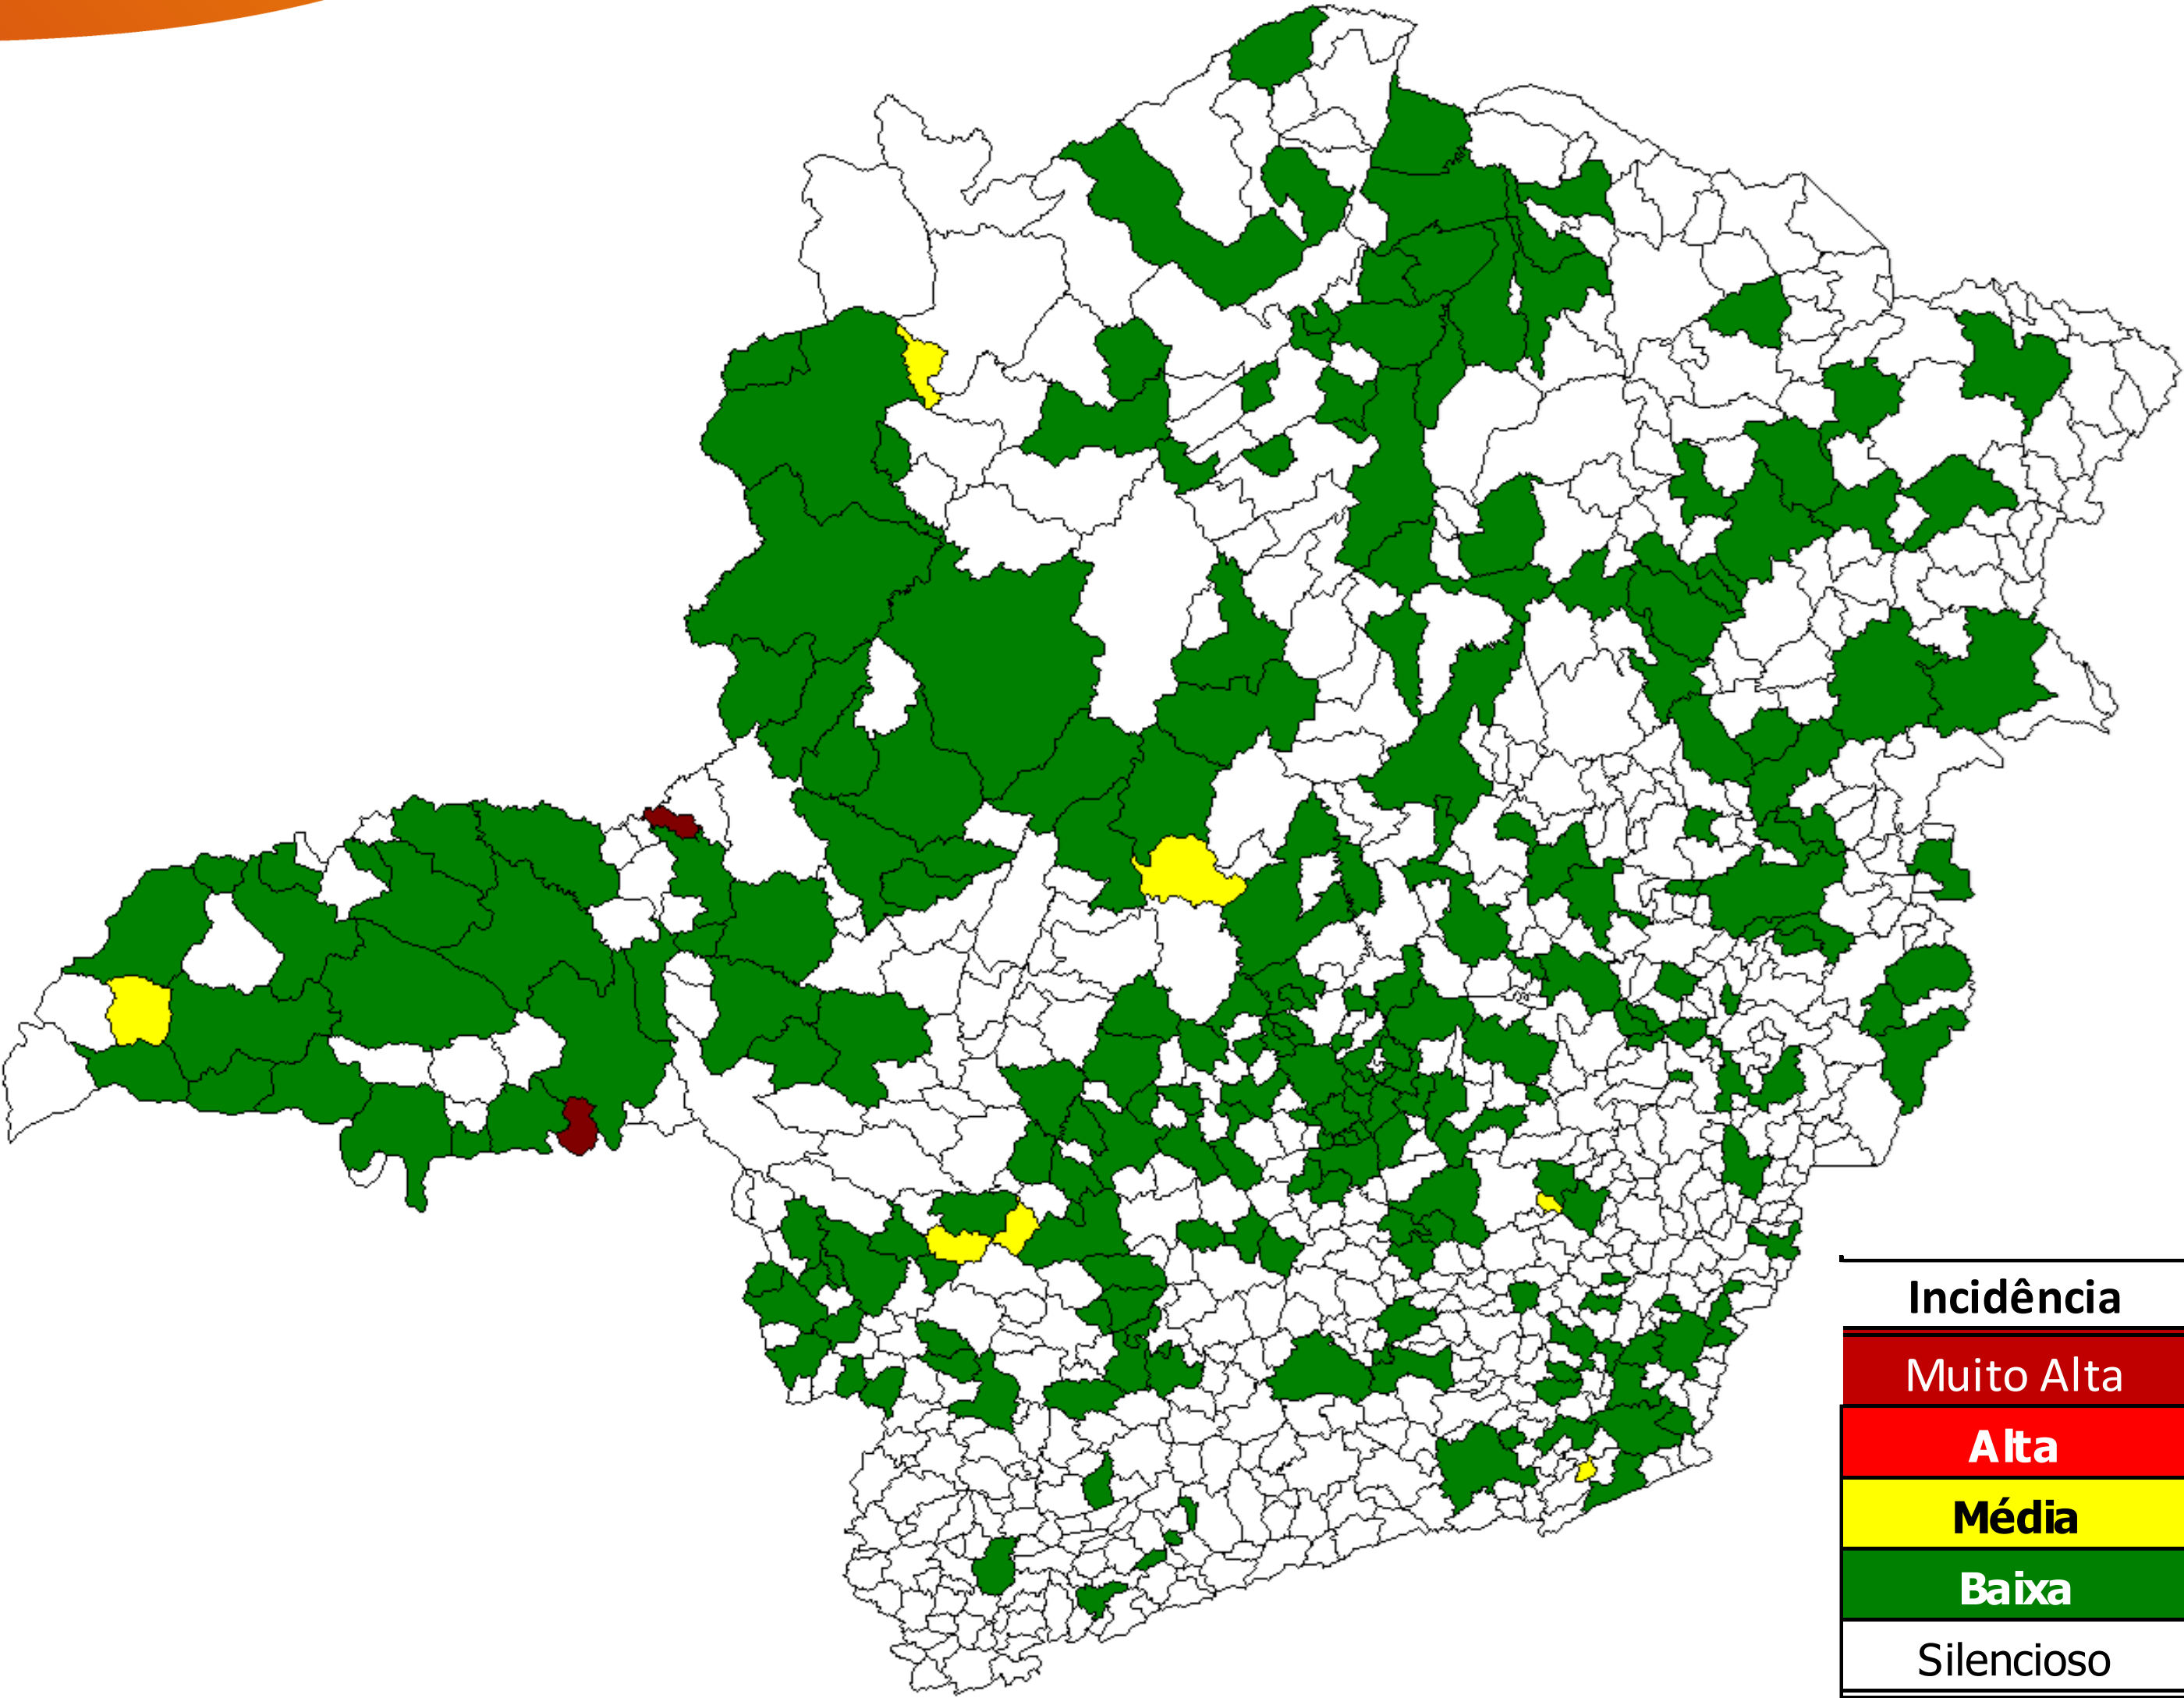 Incidência
Muito Alta
Alta
Média
Baixa
Silencioso